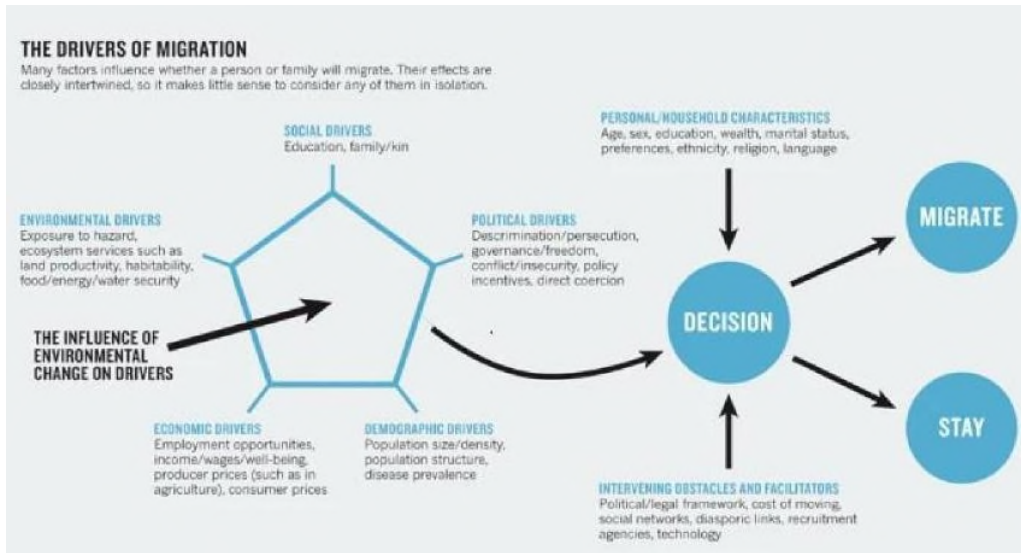 THE DRIVERS OF MIGRATION
Many factors influence whether a person or family will migrate. Their effects are
closely intertwined, so it makes little sense to consider any of them in isolation.
SOCIAL DRIVERS
Education, family/kin
ENVIRONMENTAL DRIVERS
Exposure to hazard,
ecosystem services such as
land productivity, habitability,
food/energy/water security
POLITICAL DRIVERS
Descrimination/persecution,
governance/freedom,
conflict/insecurity, policy
incentives, direct coercion
THE INFLUENCE OF
ENVIRONMENTAL
CHANGE ON DRIVERS
ECONOMIC DRIVERS
Employment opportunities,
income/wages/well-being,
producer prices (such as in
agriculture), consumer prices
DEMOGRAPHIC DRIVERS
Population size/density,
population structure,
disease prevalence
PERSONAL/HOUSEHOLD CHARACTERISTICS
Age, sex, education, wealth, marital status,
preferences, ethnicity, religion, language
DECISION
MIGRATE
STAY
INTERVENING OBSTACLES AND FACILITATORS
Political/legal framework, cost of moving,
social networks, diasporic links, recruitment
agencies, technology